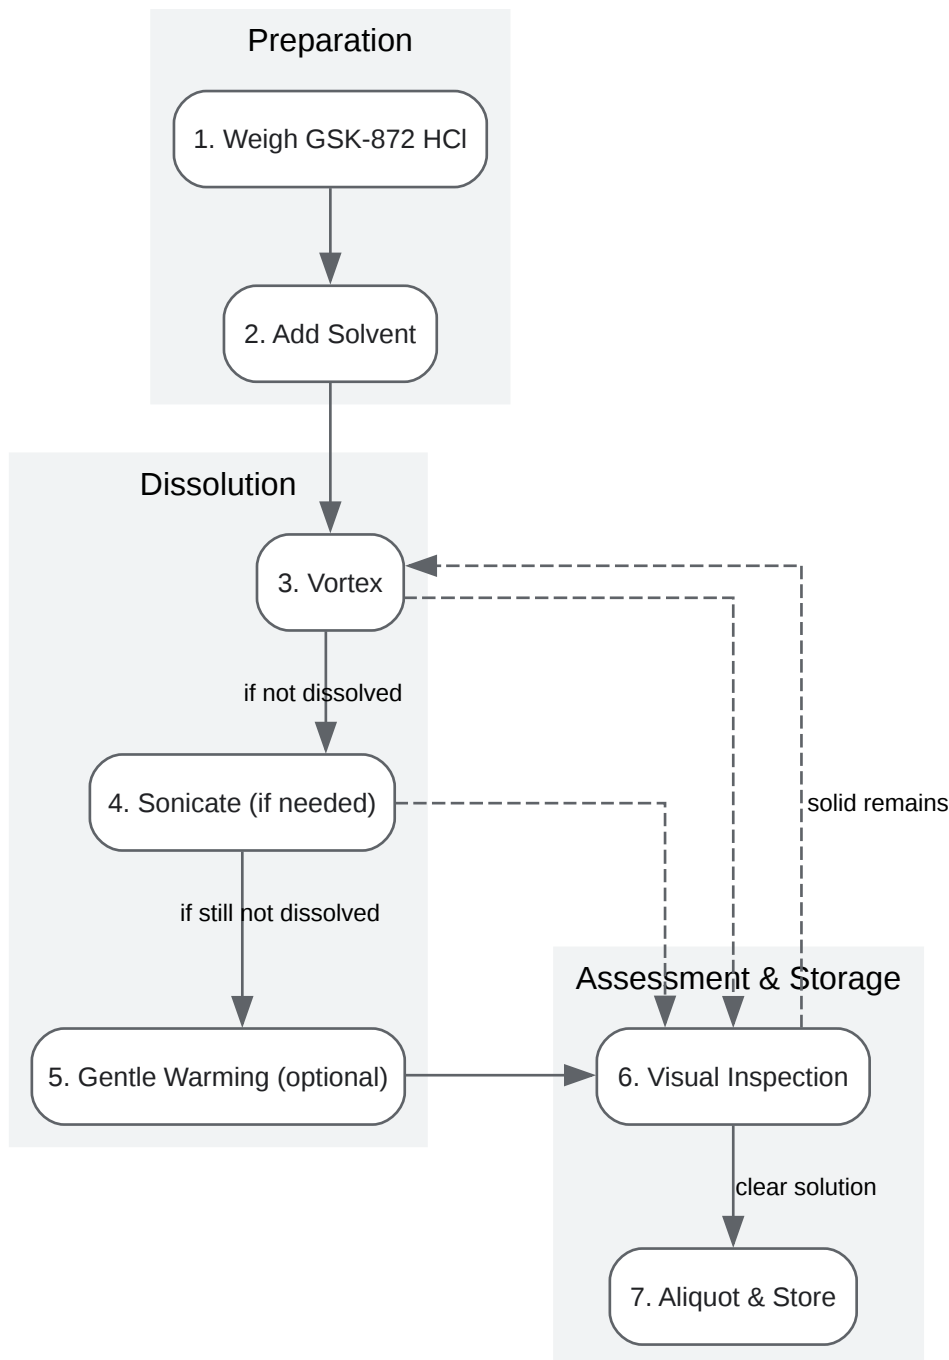 Preparation
1. Weigh GSK-872 HCl
2. Add Solvent
Dissolution
3. Vortex
if not dissolved
4. Sonicate (if needed)
solid remains
if still not dissolved
Assessment & Storage
5. Gentle Warming (optional)
6. Visual Inspection
clear solution
7. Aliquot & Store